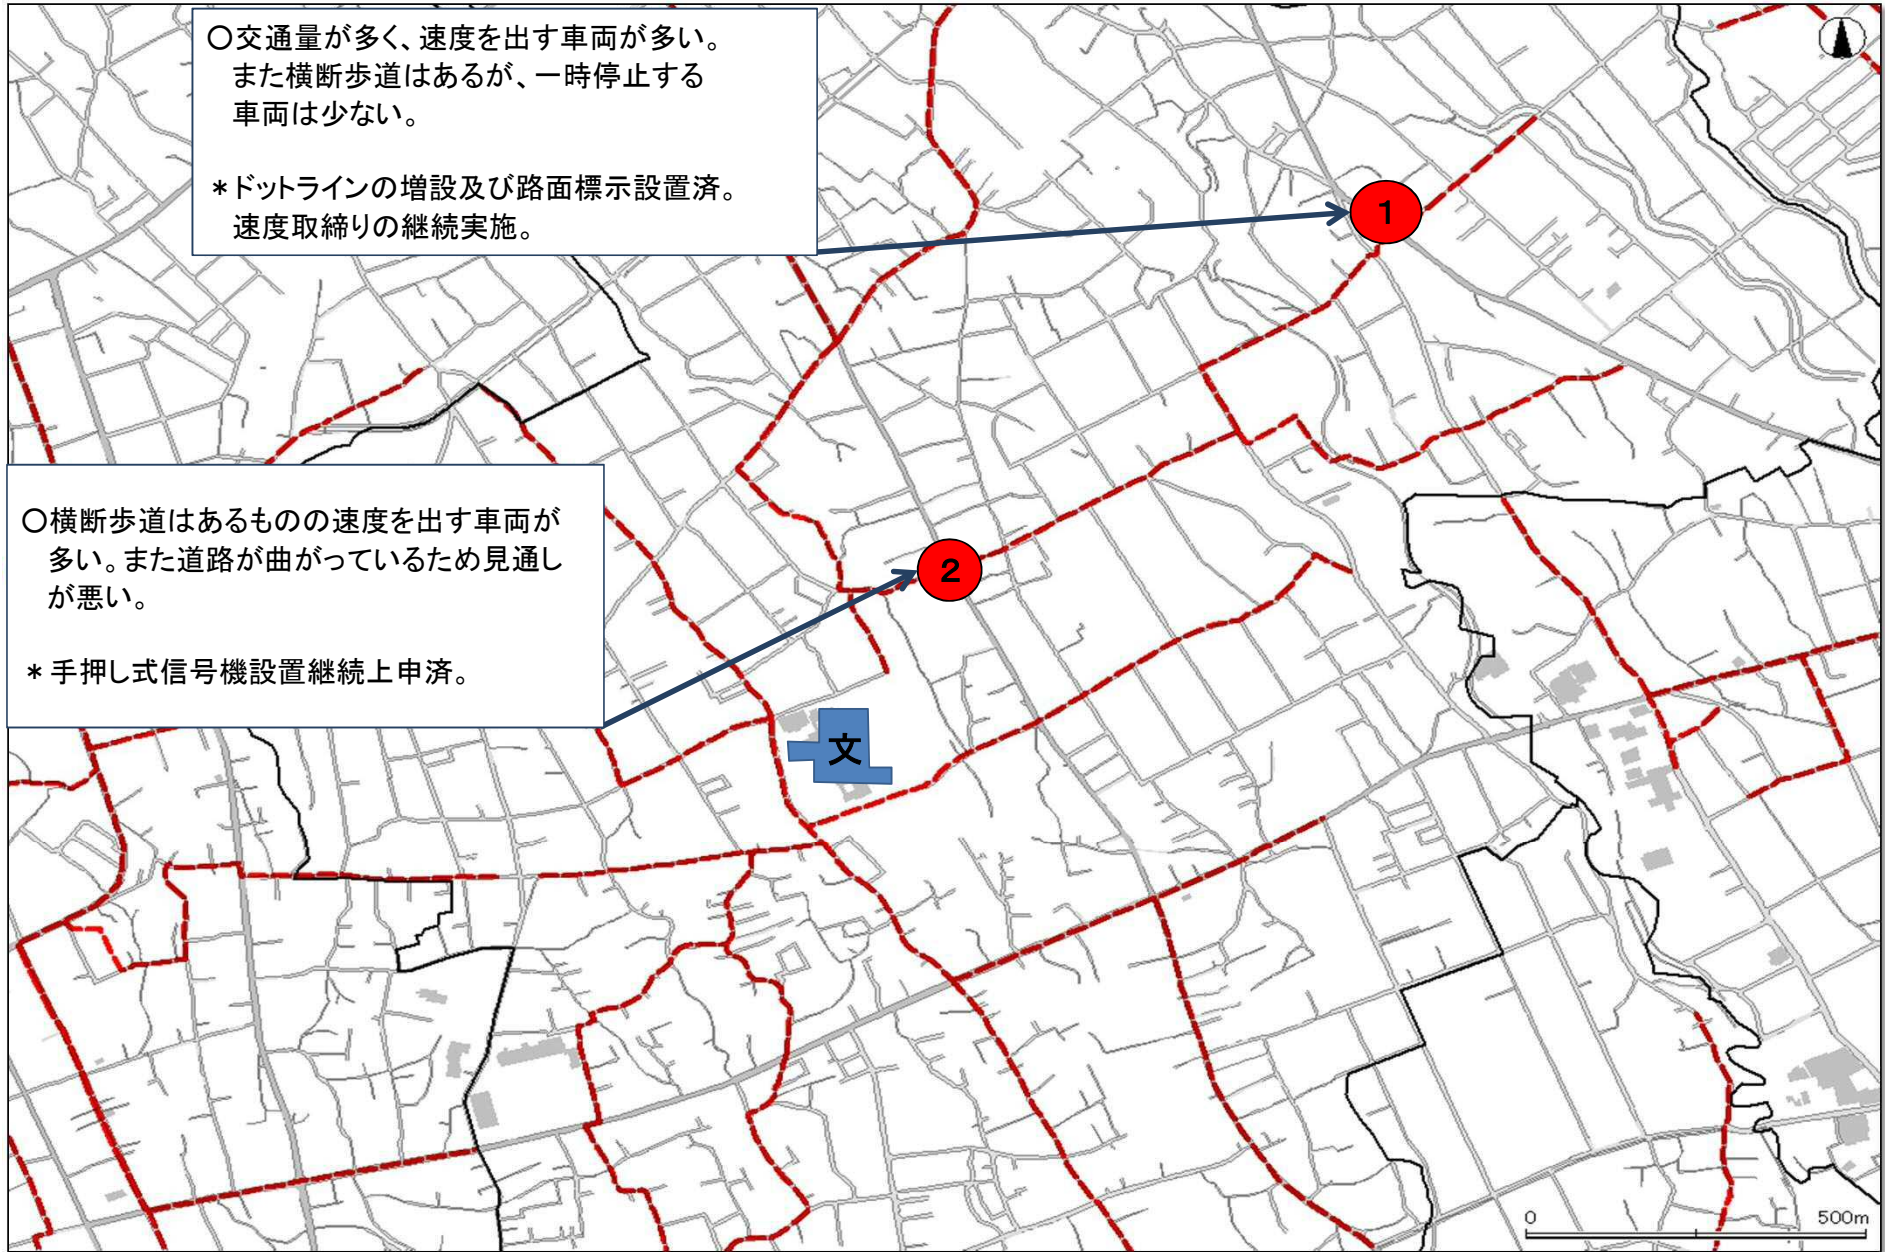 ○交通量が多く、速度を出す車両が多い。
また横断歩道はあるが、一時停止する
車両は少ない。
＊ドットラインの増設及び路面標示設置済。
速度取締りの継続実施。
1
○横断歩道はあるものの速度を出す車両が
多い。また道路が曲がっているため見通し
が悪い。
＊手押し式信号機設置継続上申済。
2
文
0 500m